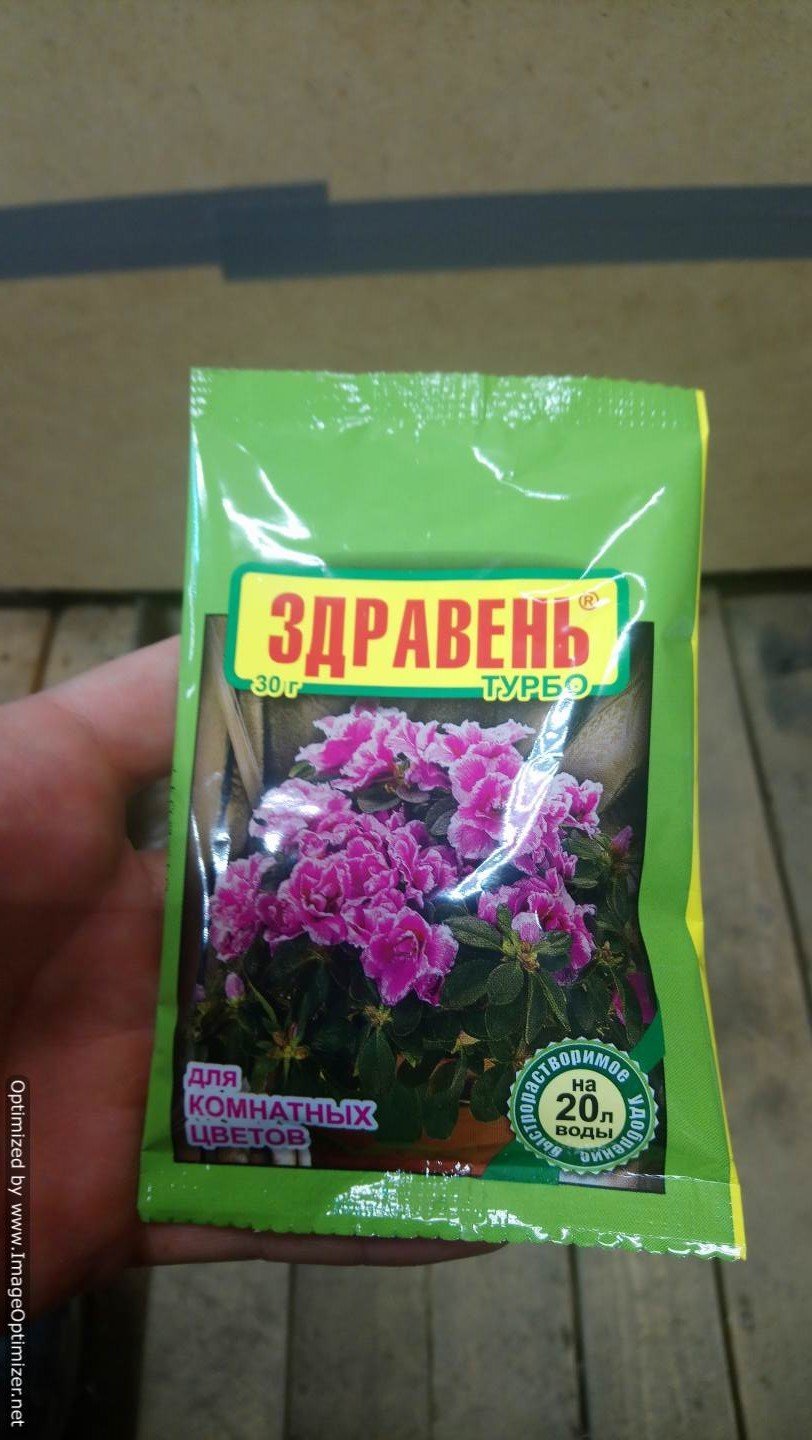 ЗДРАВЕНЬ®
30 г ТУРБО
для
КОМНАТНЫХ
ЦВЕТОВ
быстрорастворимое удобрение
на
20л
воды
Optimized by www.ImageOptimizer.net